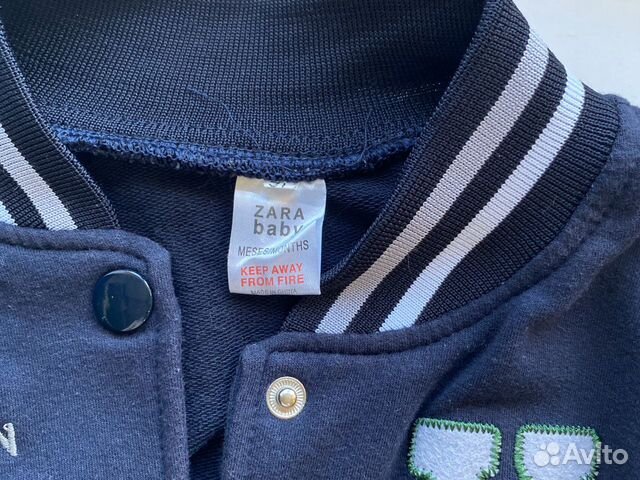 ZARA
baby
MESES/MONTHS
KEEP AWAY
FROM FIRE
MADE IN CHINA
N
Avito